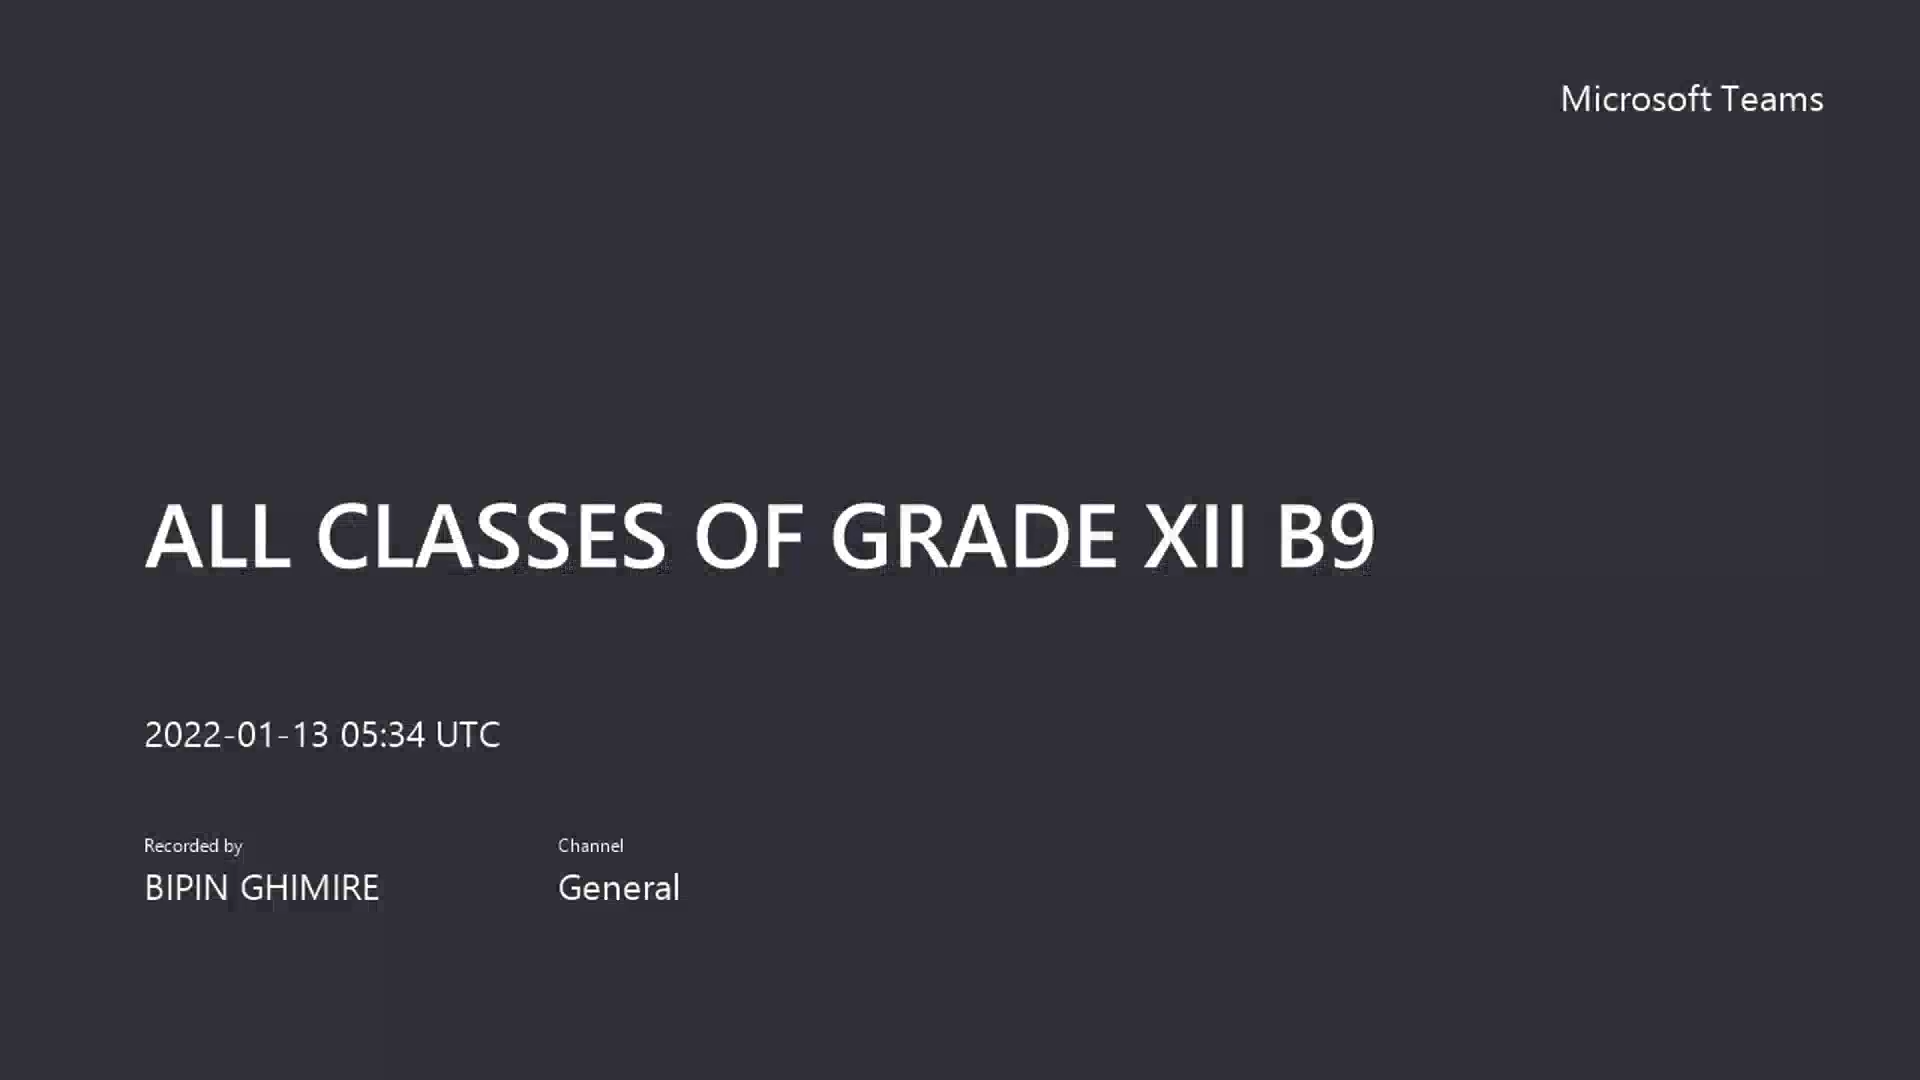 Microsoft Teams
ALL CLASSES OF GRADE XII B9
2022-01-13 05:34 UTC
Recorded by
BIPIN GHIMIRE
Channel
General